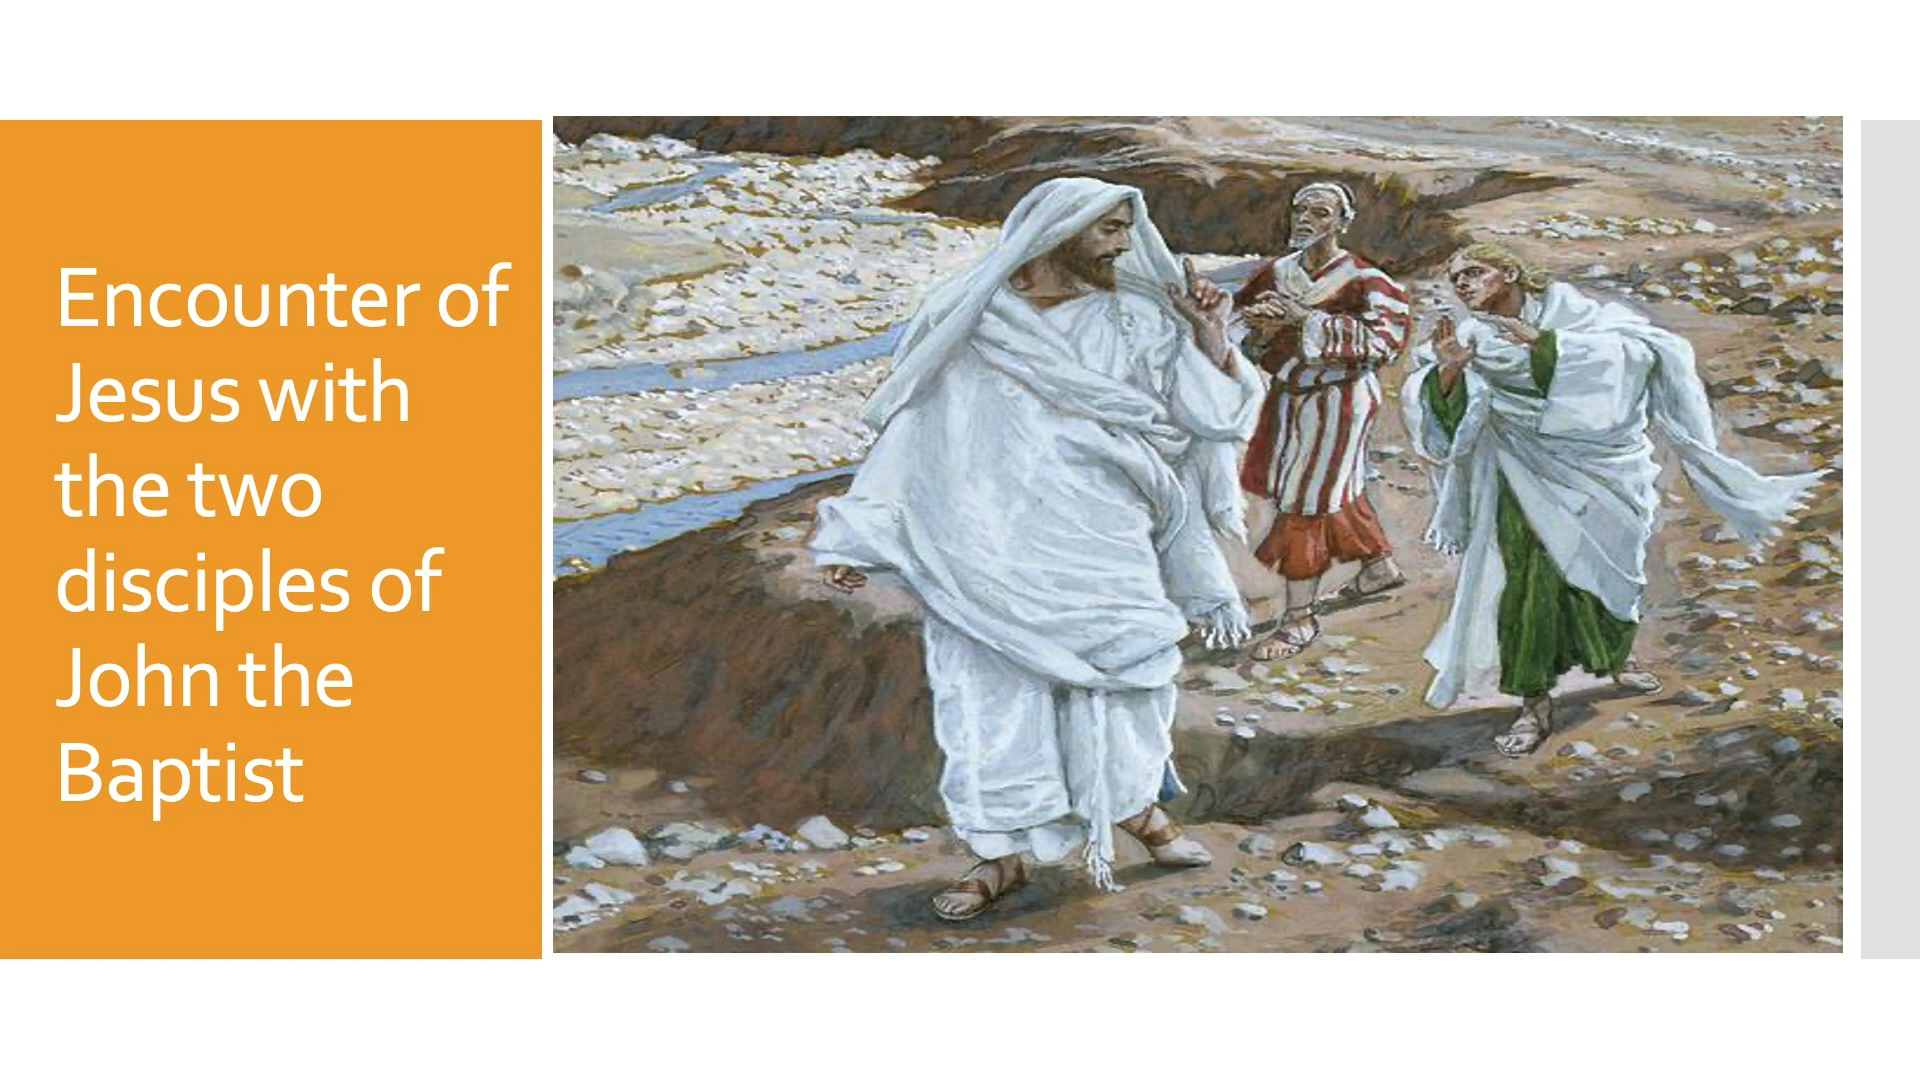 Encounter of
Jesus with
the two
disciples of
John the
Baptist